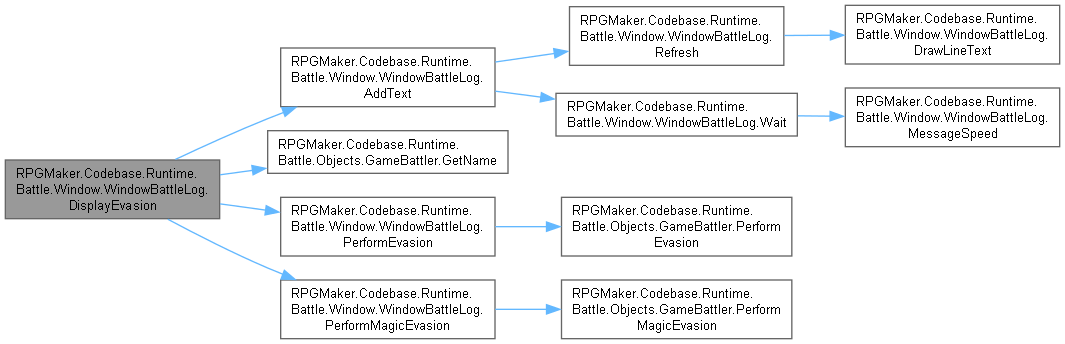 RPGMaker.Codebase.Runtime.
Battle.Window.WindowBattleLog.
DisplayEvasion
RPGMaker.Codebase.Runtime.
Battle.Window.WindowBattleLog.
AddText
RPGMaker.Codebase.Runtime.
Battle.Window.WindowBattleLog.
Refresh
RPGMaker.Codebase.Runtime.
Battle.Window.WindowBattleLog.
DrawLineText
RPGMaker.Codebase.Runtime.
Battle.Window.WindowBattleLog.Wait
RPGMaker.Codebase.Runtime.
Battle.Window.WindowBattleLog.
MessageSpeed
RPGMaker.Codebase.Runtime.
Battle.Objects.GameBattler.GetName
RPGMaker.Codebase.Runtime.
Battle.Window.WindowBattleLog.
PerformEvasion
RPGMaker.Codebase.Runtime.
Battle.Objects.GameBattler.Perform
Evasion
RPGMaker.Codebase.Runtime.
Battle.Window.WindowBattleLog.
PerformMagicEvasion
RPGMaker.Codebase.Runtime.
Battle.Objects.GameBattler.Perform
MagicEvasion